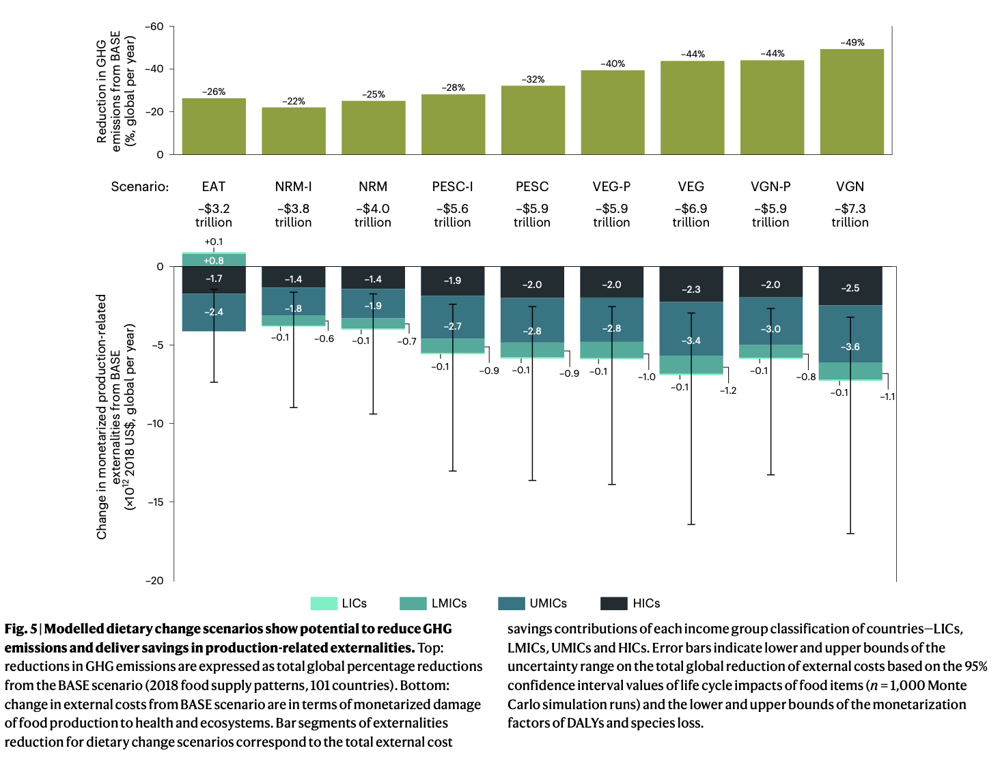 Reduction in GHG
emissions from BASE
(%, global per year)
−60
−40
−20
0
−26%
−22%
−25%
−28%
−32%
−40%
−44%
−44%
−49%
Scenario: EAT NRM-I NRM PESC-I PESC VEG-P VEG VGN-P VGN
−$3.2 −$3.8 −$4.0 −$5.6 −$5.9 −$5.9 −$6.9 −$5.9 −$7.3
trillion trillion trillion trillion trillion trillion trillion trillion trillion
Change in monetarized production-related
externalities from BASE
(×10¹² 2018 US$, global per year)
0
−5
−10
−15
−20
+0.1
+0.8
−1.7
−2.4
−1.4
−1.8
−0.1
−0.6
−1.4
−1.9
−0.1
−0.7
−1.9
−2.7
−0.1
−0.9
−2.0
−2.8
−0.1
−0.9
−2.0
−2.8
−0.1
−1.0
−2.3
−3.4
−0.1
−1.2
−2.0
−3.0
−0.1
−0.8
−2.5
−3.6
−0.1
−1.1
LICs LMICs UMICs HICs
Fig. 5 | Modelled dietary change scenarios show potential to reduce GHG
emissions and deliver savings in production-related externalities. Top:
reductions in GHG emissions are expressed as total global percentage reductions
from the BASE scenario (2018 food supply patterns, 101 countries). Bottom:
change in external costs from BASE scenario are in terms of monetarized damage
of food production to health and ecosystems. Bar segments of externalities
reduction for dietary change scenarios correspond to the total external cost
savings contributions of each income group classification of countries—LICs,
LMICs, UMICs and HICs. Error bars indicate lower and upper bounds of the
uncertainty range on the total global reduction of external costs based on the 95%
confidence interval values of life cycle impacts of food items (n = 1,000 Monte
Carlo simulation runs) and the lower and upper bounds of the monetarization
factors of DALYs and species loss.